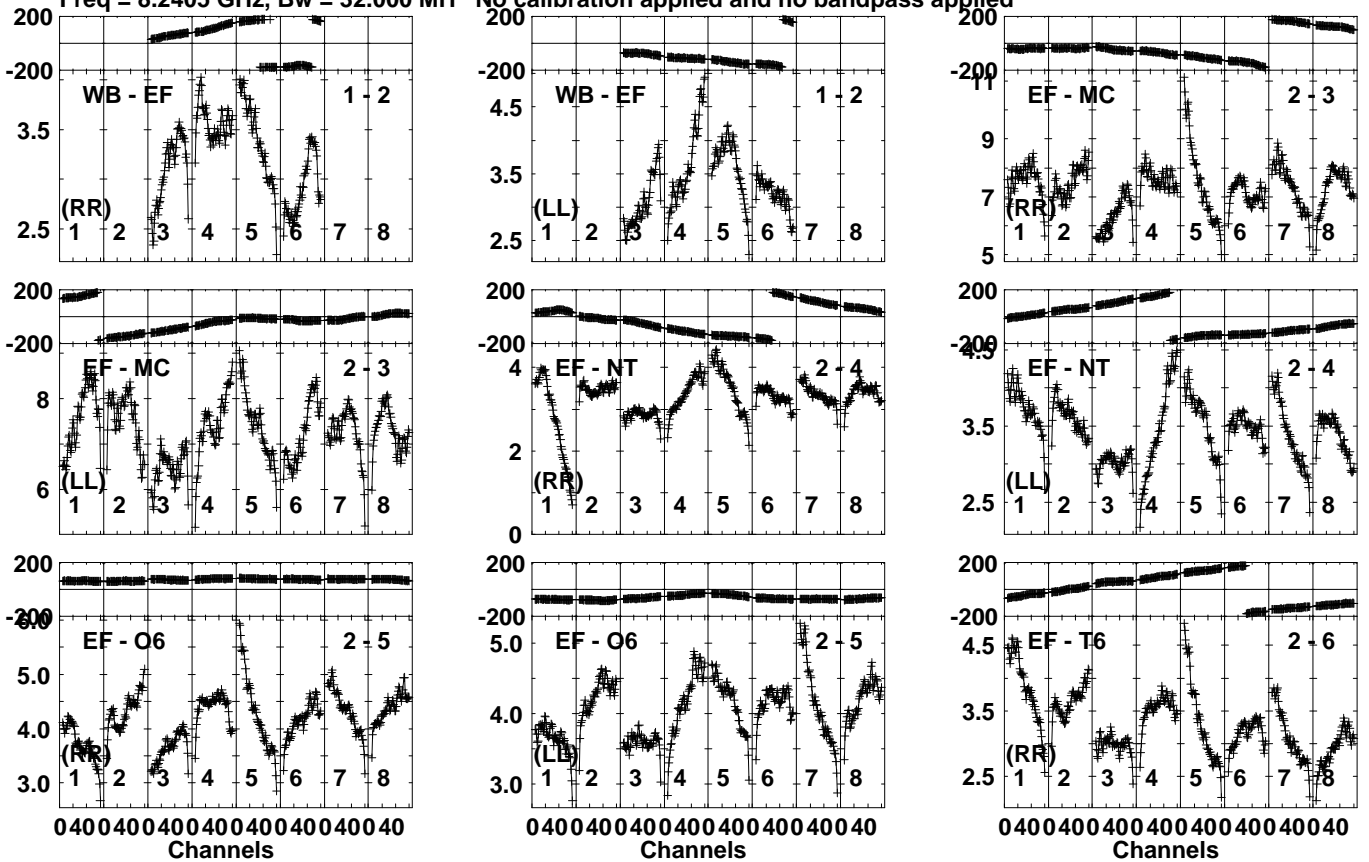 Freq = 8.2405 GHz, Bw = 32.000 MH No calibration applied and no bandpass applied
200 200 200
-200 -200 -200
WB - EF 1 - 2 WB - EF 1 - 2 EF - MC 2 - 3
3.5 4.5 3.5 2.5 11 9 7 5
2.5
(RR) (LL) (RR)
1 2 3 4 5 6 7 8 1 2 3 4 5 6 7 8 1 2 3 4 5 6 7 8
200 200 200
-200 -200 -200
EF - MC 2 - 3 EF - NT 2 - 4 EF - NT 2 - 4
8 6 4 2 0 4.5 3.5 2.5
(LL) (RR) (LL)
1 2 3 4 5 6 7 8 1 2 3 4 5 6 7 8 1 2 3 4 5 6 7 8
200 200 200
-200 -200 -200
EF - O6 2 - 5 EF - O6 2 - 5 EF - T6 2 - 6
6.0 5.0 4.0 3.0 5.0 4.0 3.0 4.5 3.5 2.5
(RR) (LL) (RR)
1 2 3 4 5 6 7 8 1 2 3 4 5 6 7 8 1 2 3 4 5 6 7 8
0 40 0 40 0 40 0 40 0 40 0 40 0 40 0 40 0 40 0 40 0 40 0 40 0 40 0 40 0 40 0 40 0 40 0 40 0 40 0 40 0 40 0 40 0 40 0 40
Channels Channels Channels